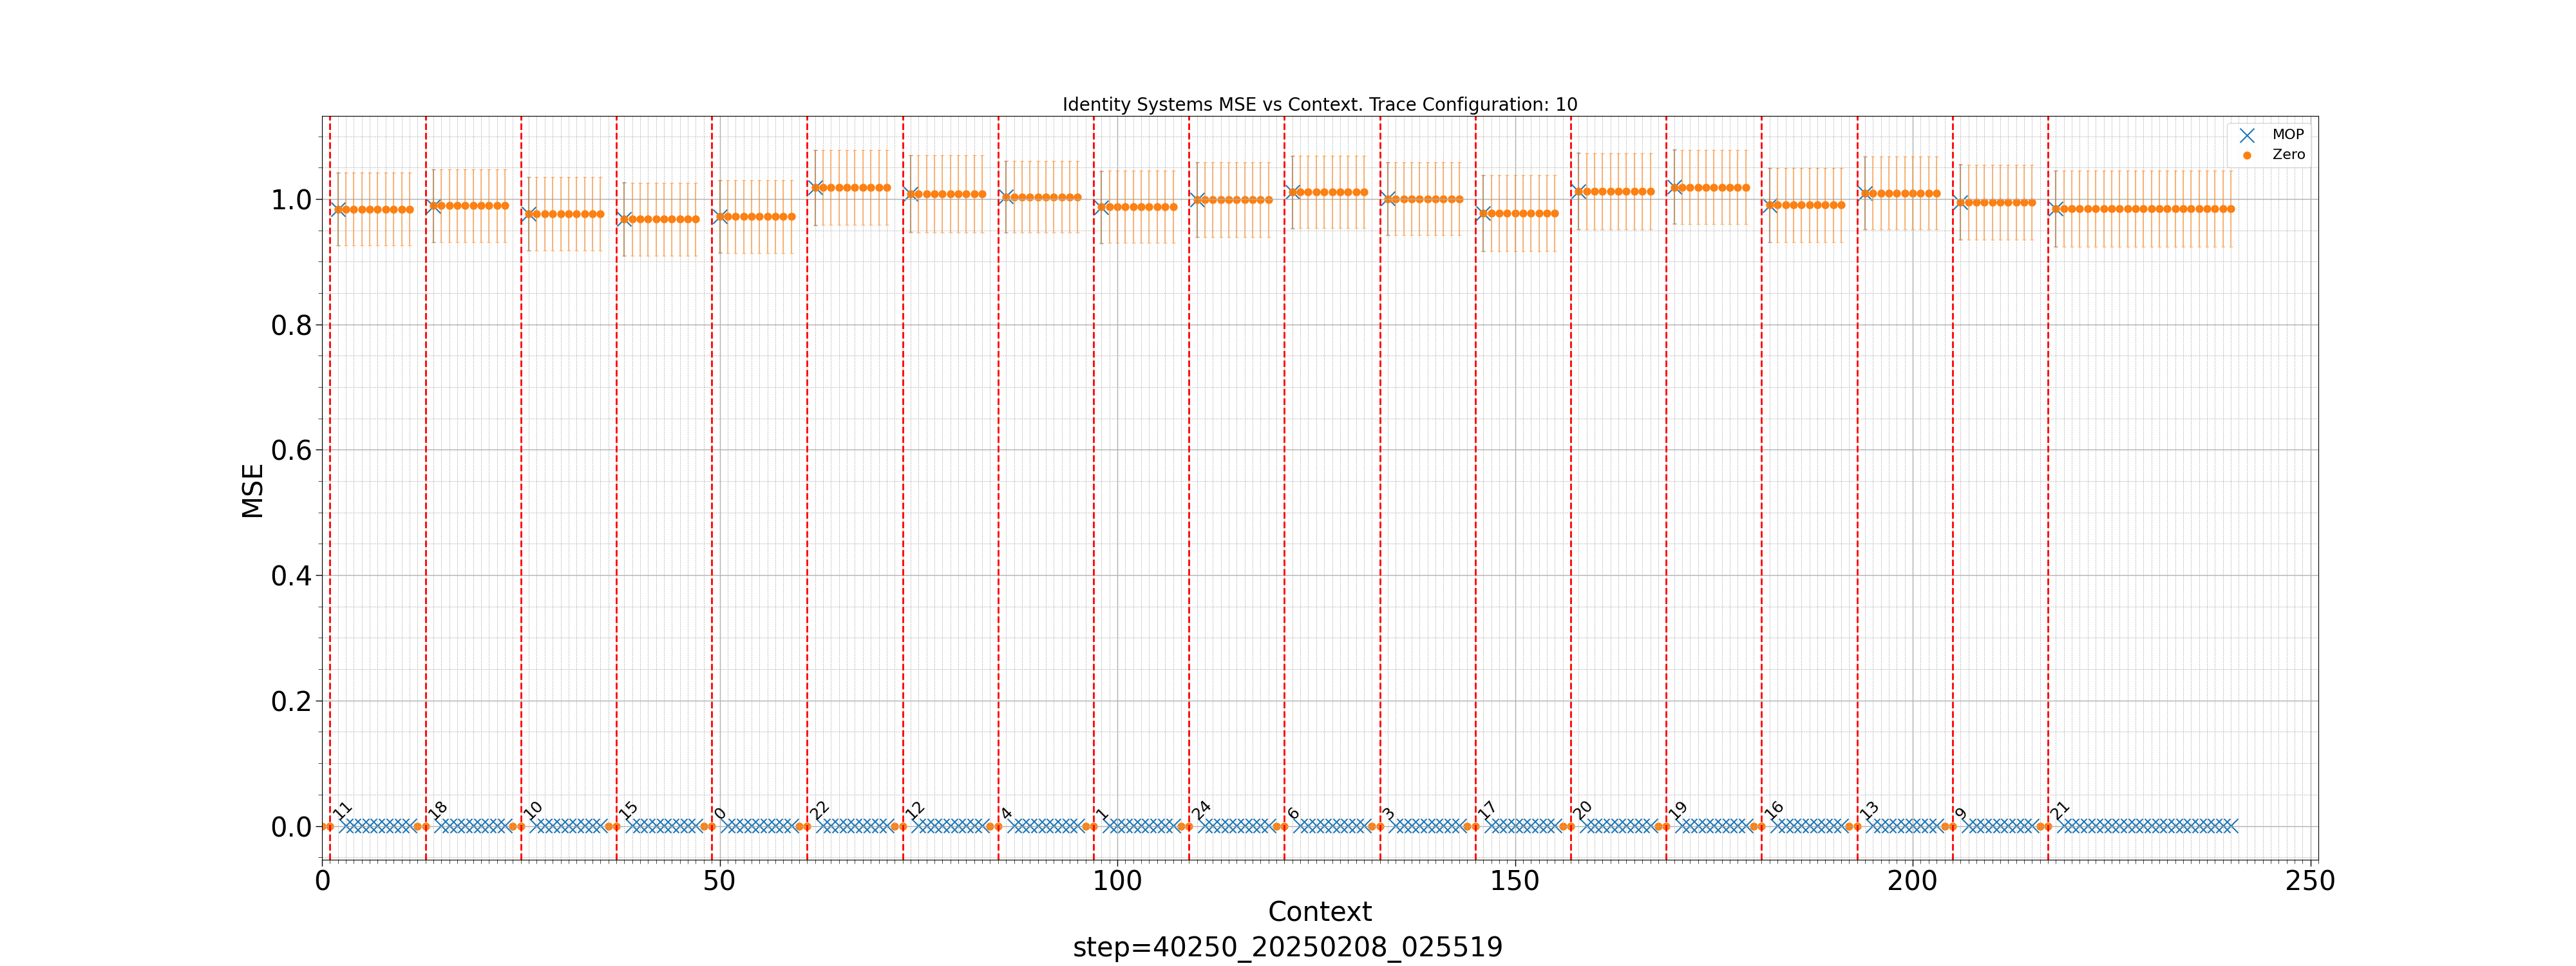 Identity Systems MSE vs Context. Trace Configuration: 10
MOP
Zero
1.0
0.8
0.6
0.4
0.2
0.0
MSE
11 18 10 15 0 22 12 4 1 24 6 3 17 20 19 16 13 9 21
0 50 100 150 200 250
Context
step=40250_20250208_025519